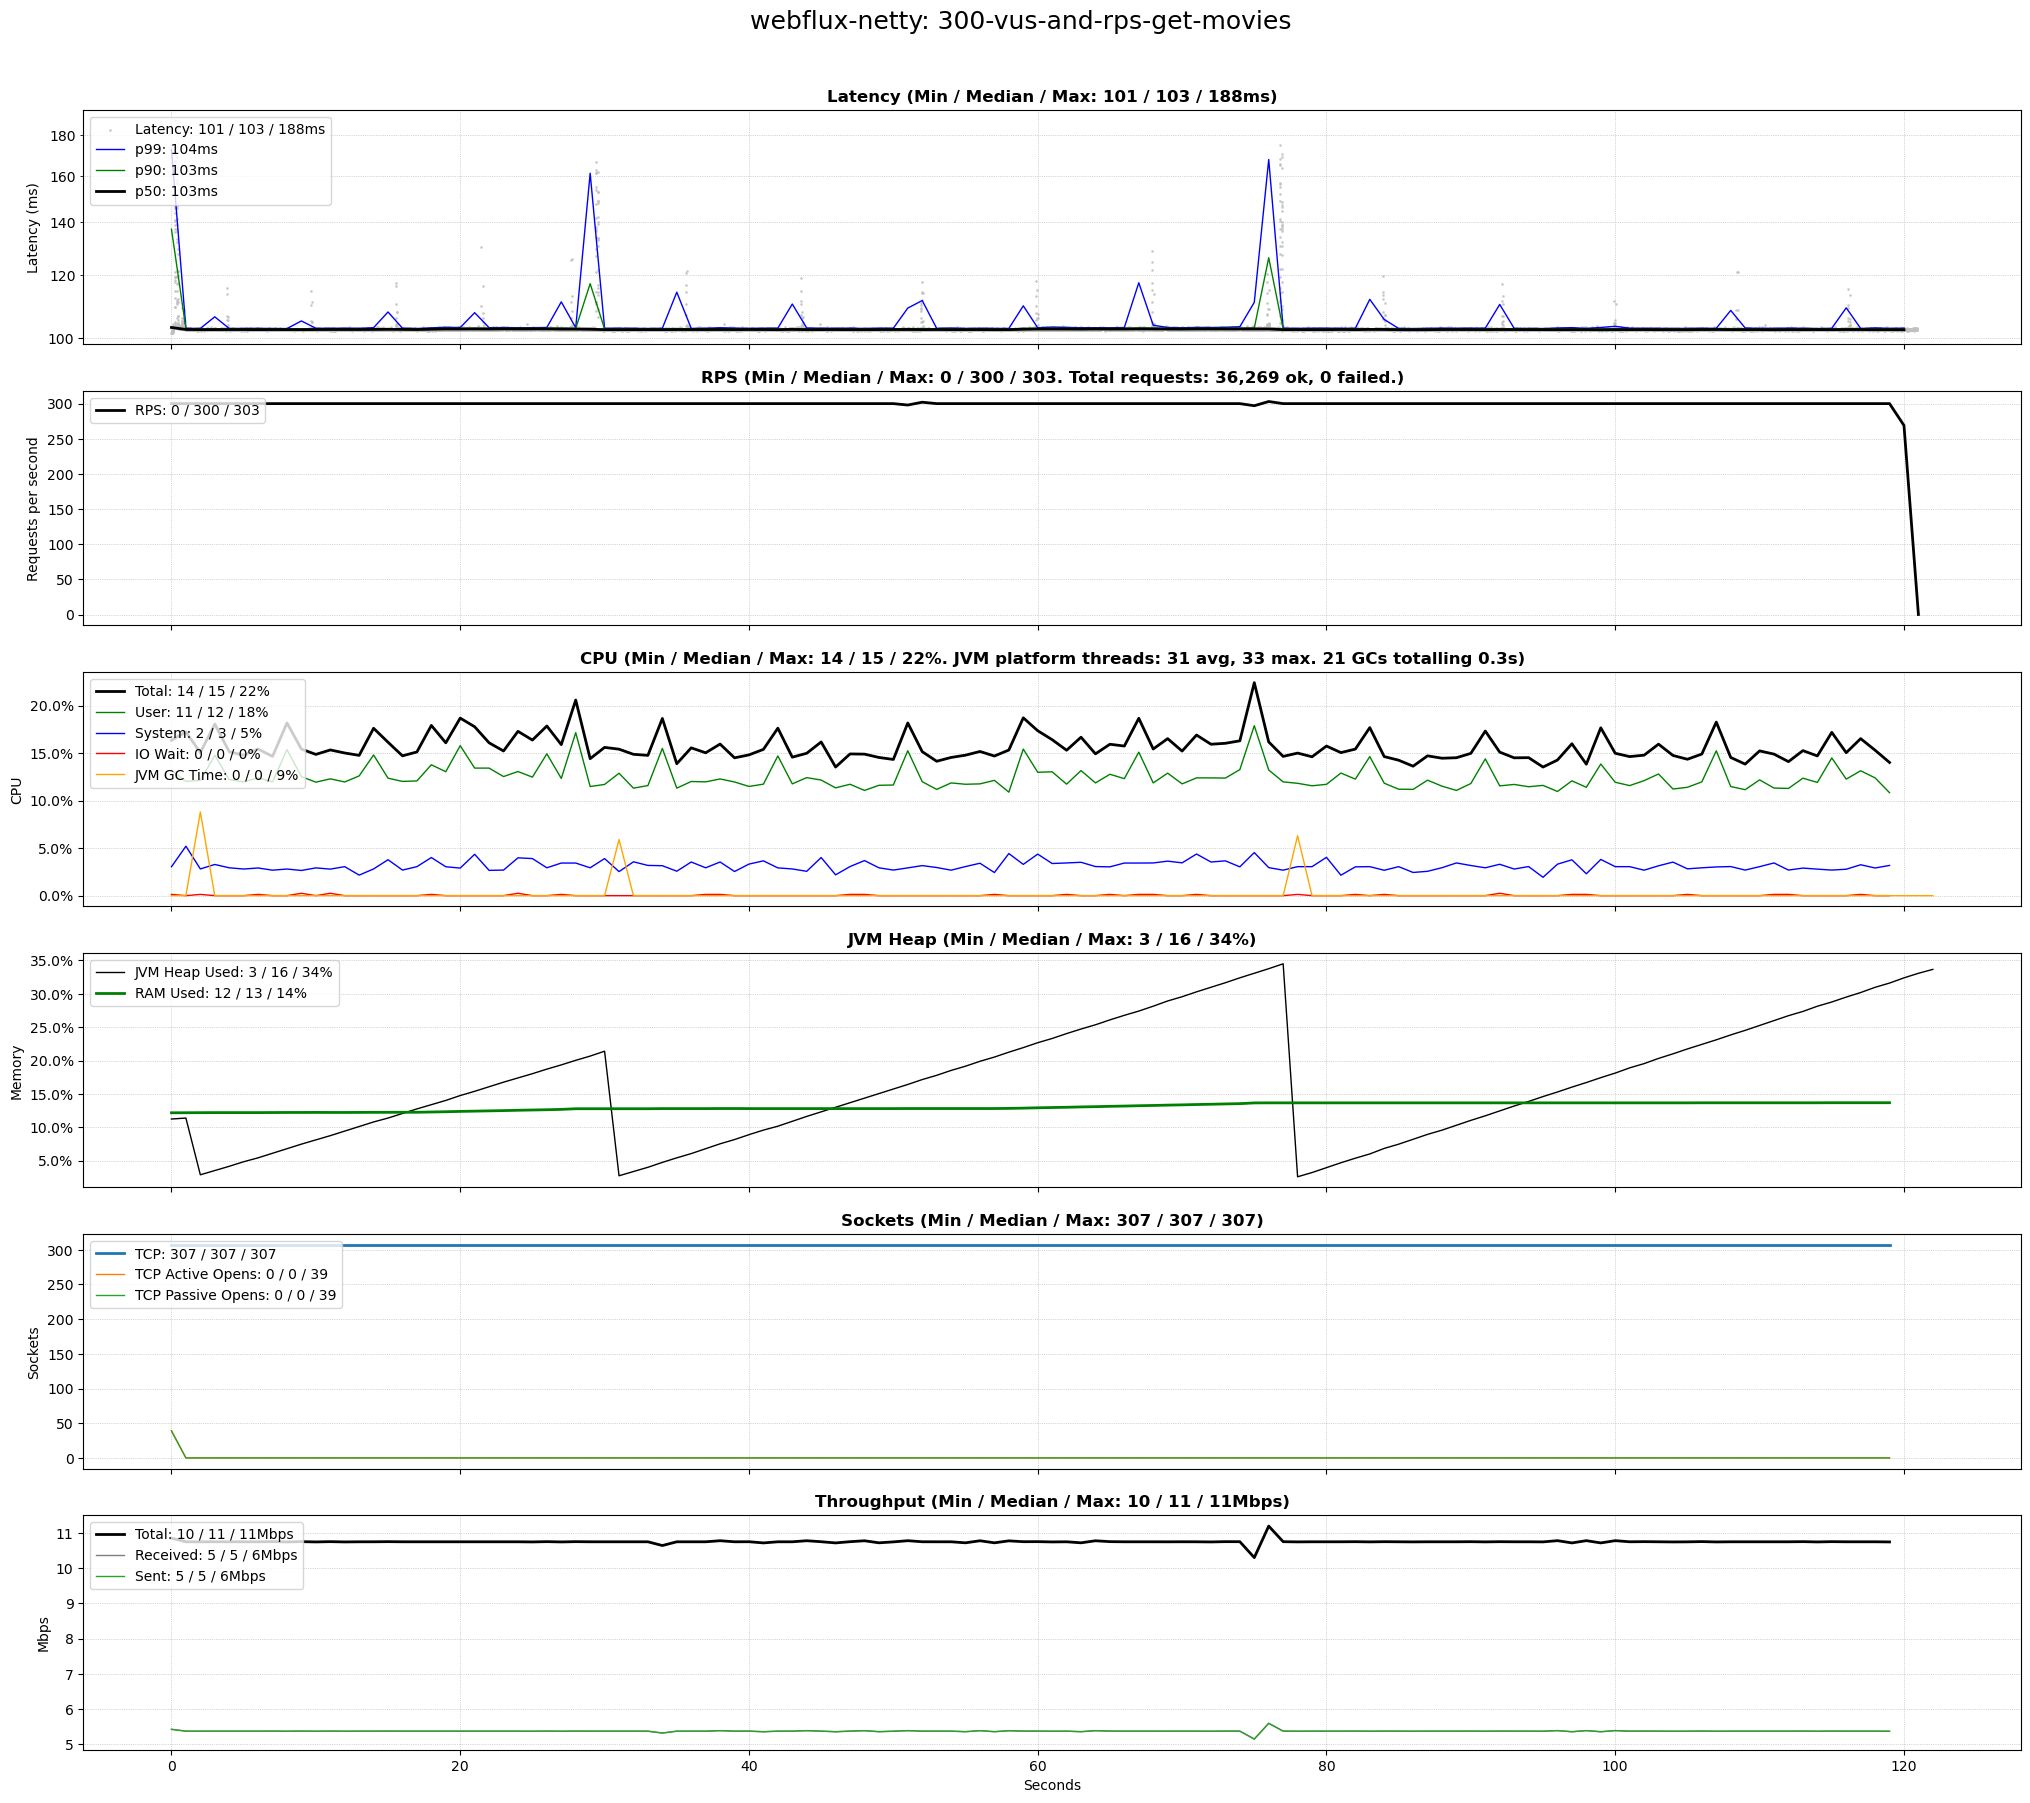 webflux-netty: 300-vus-and-rps-get-movies
Latency (Min / Median / Max: 101 / 103 / 188ms)
Latency: 101 / 103 / 188ms
p99: 104ms
p90: 103ms
p50: 103ms
180
160
140
120
100
Latency (ms)
RPS (Min / Median / Max: 0 / 300 / 303. Total requests: 36,269 ok, 0 failed.)
RPS: 0 / 300 / 303
300
250
200
150
100
50
0
Requests per second
CPU (Min / Median / Max: 14 / 15 / 22%. JVM platform threads: 31 avg, 33 max. 21 GCs totalling 0.3s)
Total: 14 / 15 / 22%
User: 11 / 12 / 18%
System: 2 / 3 / 5%
IO Wait: 0 / 0 / 0%
JVM GC Time: 0 / 0 / 9%
20.0%
15.0%
10.0%
5.0%
0.0%
CPU
JVM Heap (Min / Median / Max: 3 / 16 / 34%)
JVM Heap Used: 3 / 16 / 34%
RAM Used: 12 / 13 / 14%
35.0%
30.0%
25.0%
20.0%
15.0%
10.0%
5.0%
Memory
Sockets (Min / Median / Max: 307 / 307 / 307)
TCP: 307 / 307 / 307
TCP Active Opens: 0 / 0 / 39
TCP Passive Opens: 0 / 0 / 39
300
250
200
150
100
50
0
Sockets
Throughput (Min / Median / Max: 10 / 11 / 11Mbps)
Total: 10 / 11 / 11Mbps
Received: 5 / 5 / 6Mbps
Sent: 5 / 5 / 6Mbps
11
10
9
8
7
6
5
Mbps
0 20 40 60 80 100 120
Seconds